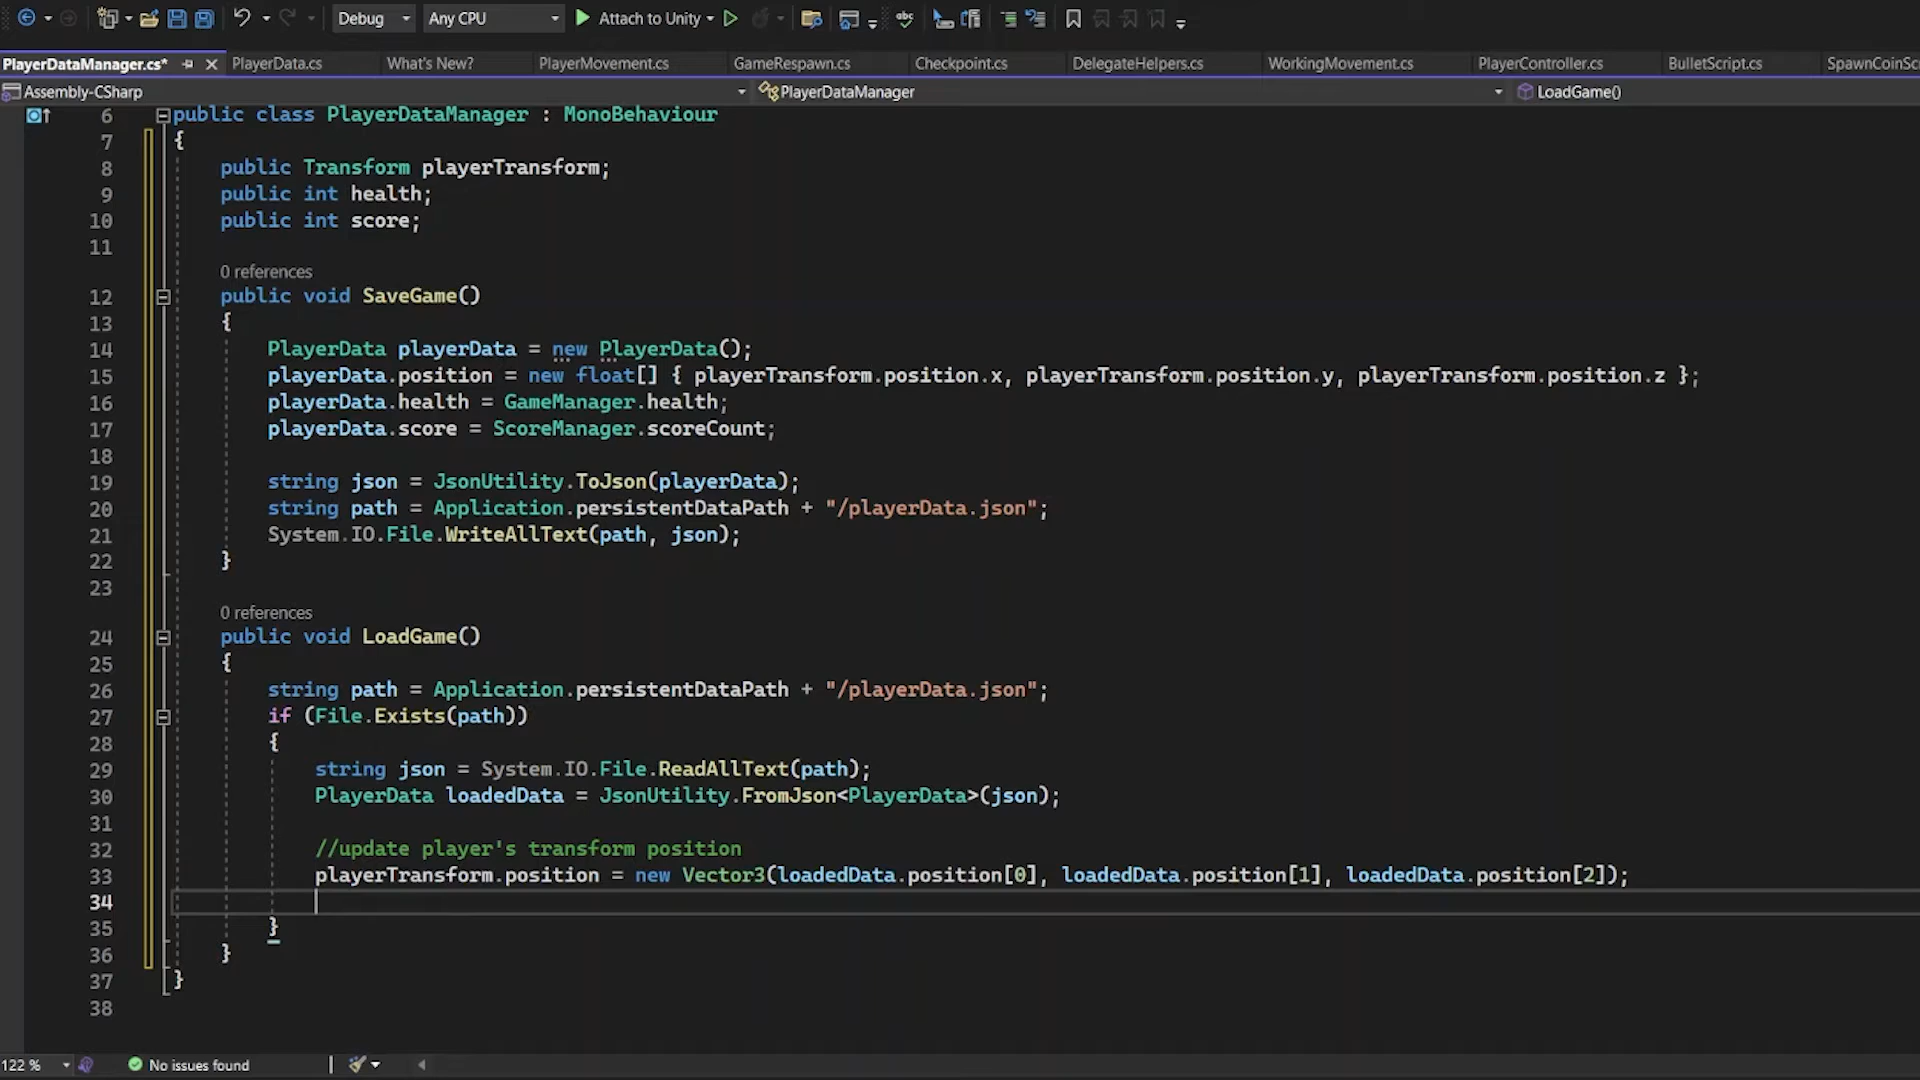 Debug Any CPU Attach to Unity
PlayerDataManager.cs* PlayerData.cs What's New? PlayerMovement.cs GameRespawn.cs Checkpoint.cs DelegateHelpers.cs WorkingMovement.cs PlayerController.cs BulletScript.cs SpawnCoinSc
Assembly-CSharp PlayerDataManager LoadGame()
6 public class PlayerDataManager : MonoBehaviour
7 {
8 public Transform playerTransform;
9 public int health;
10 public int score;
11
0 references
12 public void SaveGame()
13 {
14 PlayerData playerData = new PlayerData();
15 playerData.position = new float[] { playerTransform.position.x, playerTransform.position.y, playerTransform.position.z };
16 playerData.health = GameManager.health;
17 playerData.score = ScoreManager.scoreCount;
18
19 string json = JsonUtility.ToJson(playerData);
20 string path = Application.persistentDataPath + "/playerData.json";
21 System.IO.File.WriteAllText(path, json);
22 }
23
0 references
24 public void LoadGame()
25 {
26 string path = Application.persistentDataPath + "/playerData.json";
27 if (File.Exists(path))
28 {
29 string json = System.IO.File.ReadAllText(path);
30 PlayerData loadedData = JsonUtility.FromJson<PlayerData>(json);
31
32 //update player's transform position
33 playerTransform.position = new Vector3(loadedData.position[0], loadedData.position[1], loadedData.position[2]);
34
35 }
36 }
37 }
38
122 % No issues found